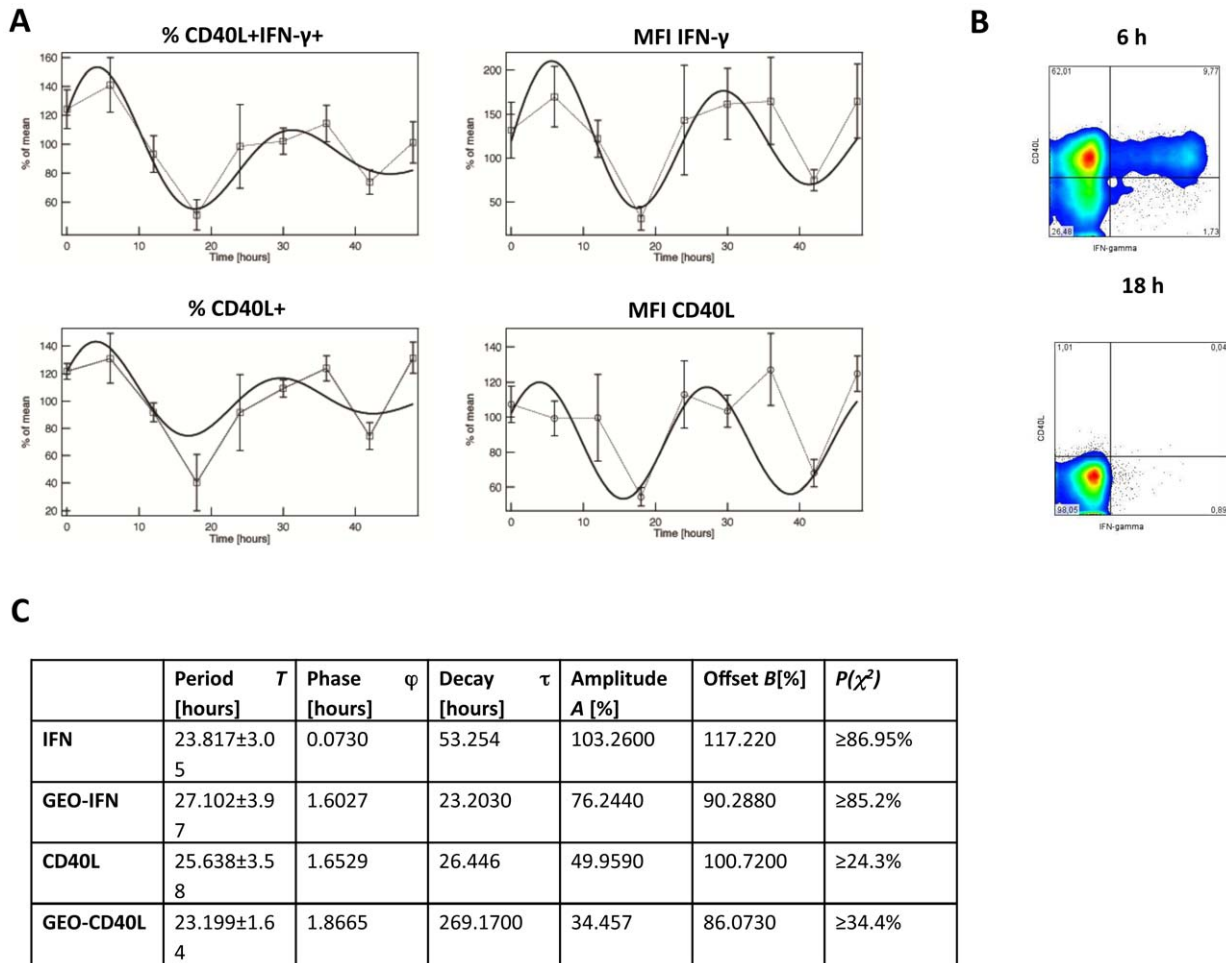 A
% CD40L+IFN-γ+
160
140
120
100
80
60
% of mean
0 10 20 30 40
Time [hours]
MFI IFN-γ
200
150
100
50
% of mean
0 10 20 30 40
Time [hours]
% CD40L+
140
120
100
80
60
40
20
% of mean
0 10 20 30 40
Time [hours]
MFI CD40L
140
120
100
80
60
% of mean
0 10 20 30 40
Time [hours]
B
6 h
62,01 9,77
CD40L
26,48 1,73
IFN-gamma
18 h
1,01 0,04
CD40L
98,05 0,89
IFN-gamma
C
Period T Phase φ Decay τ Amplitude Offset B[%] P(χ²)
[hours] [hours] [hours] A [%]
IFN 23.817±3.0 0.0730 53.254 103.2600 117.220 ≥86.95%
5
GEO-IFN 27.102±3.9 1.6027 23.2030 76.2440 90.2880 ≥85.2%
7
CD40L 25.638±3.5 1.6529 26.446 49.9590 100.7200 ≥24.3%
8
GEO-CD40L 23.199±1.6 1.8665 269.1700 34.457 86.0730 ≥34.4%
4